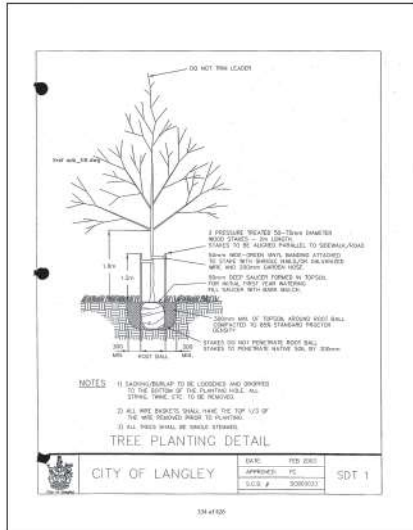 DO NOT TRIM LEADER
2 PRESSURE TREATED 50-75mm DIAMETER
WOOD STAKES - 2m LENGTH.
STAKES TO BE ALIGNED PARALLEL TO SIDEWALK/ROAD.
50mm WIDE-GREEN VINYL BANDING ATTACHED
TO STAKE WITH SHINGLE NAILS/OR GALVANIZED
WIRE AND 200mm GARDEN HOSE.
DEEP SAUCER FORMED IN TOPSOIL
FOR INITIAL FIRST YEAR WATERING
FILL SAUCER WITH BARK MULCH.
1.8m
1.2m
300mm MIN. OF TOPSOIL AROUND ROOT BALL
COMPACTED TO 85% STANDARD PROCTOR
DENSITY
STAKES DO NOT PENETRATE ROOT BALL
STAKES TO PENETRATE NATIVE SOIL BY 300mm
300
MIN.
ROOT BALL
300
MIN.
NOTES
1) SACKING/BURLAP TO BE LOOSENED AND DROPPED
TO THE BOTTOM OF THE PLANTING HOLE. ALL
STRING, TWINE, ETC. TO BE REMOVED.
2) ALL WIRE BASKETS SHALL HAVE THE TOP 1/3 OF
THE WIRE REMOVED PRIOR TO PLANTING.
3) ALL TREES SHALL BE SINGLE STEMMED.
TREE PLANTING DETAIL
City of Langley
CITY OF LANGLEY
DATE: FEB 2003
APPROVED: FC
S.C.D. #
SDT 1